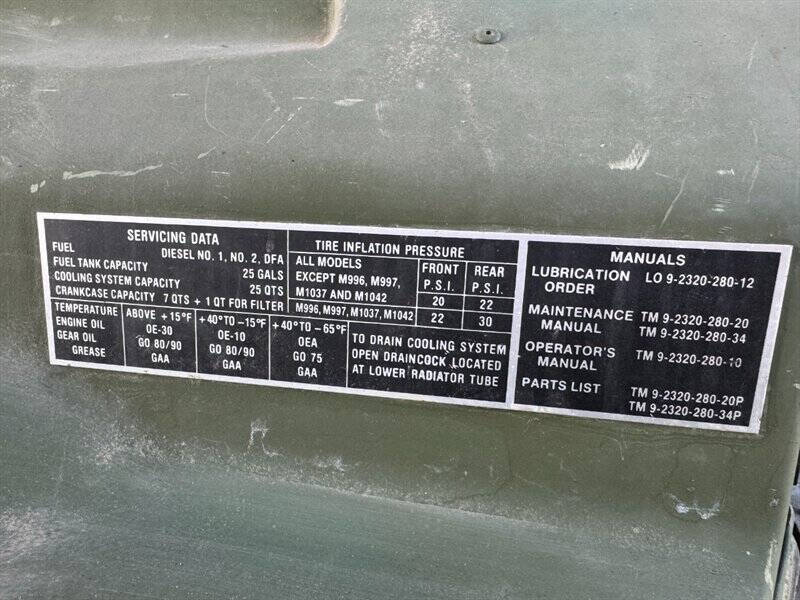 SERVICING DATA
FUEL DIESEL NO. 1, NO. 2, DFA
FUEL TANK CAPACITY 25 GALS
COOLING SYSTEM CAPACITY 25 QTS
CRANKCASE CAPACITY 7 QTS + 1 QT FOR FILTER
TEMPERATURE ABOVE +15°F +40°TO -15°F +40°TO -65°F
ENGINE OIL OE-30 OE-10 OEA
GEAR OIL GO 80/90 GO 80/90 GO 75
GREASE GAA GAA GAA
TIRE INFLATION PRESSURE
ALL MODELS FRONT REAR
EXCEPT M996, M997, P.S.I. P.S.I.
M1037 AND M1042 20 22
M996, M997, M1037, M1042 22 30
TO DRAIN COOLING SYSTEM
OPEN DRAINCOCK LOCATED
AT LOWER RADIATOR TUBE
MANUALS
LUBRICATION LO 9-2320-280-12
ORDER
MAINTENANCE TM 9-2320-280-20
MANUAL TM 9-2320-280-34
OPERATOR'S TM 9-2320-280-10
MANUAL
PARTS LIST TM 9-2320-280-20P
TM 9-2320-280-34P